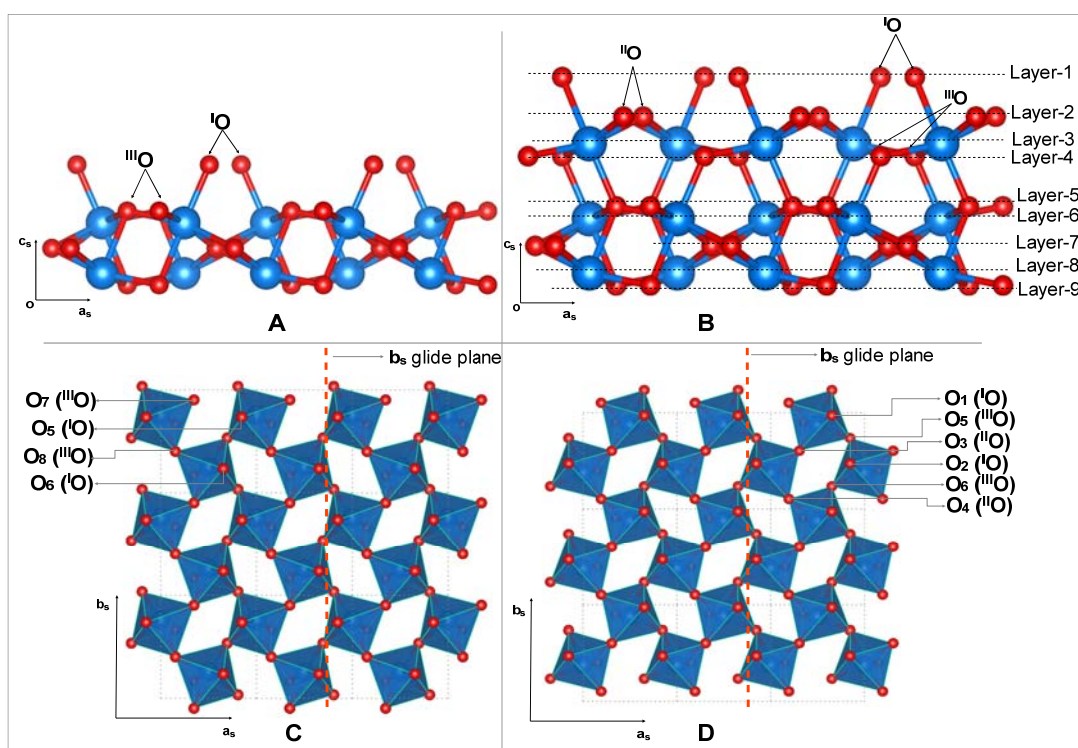 ᴵO
ᴵᴵᴵO
cₛ
o
aₛ
A
ᴵO
ᴵᴵO
ᴵᴵᴵO
Layer-1
Layer-2
Layer-3
Layer-4
Layer-5
Layer-6
Layer-7
Layer-8
Layer-9
cₛ
o
aₛ
B
bₛ glide plane
O₇ (ᴵᴵᴵO)
O₅ (ᴵO)
O₈ (ᴵᴵᴵO)
O₆ (ᴵO)
bₛ
aₛ
C
bₛ glide plane
O₁ (ᴵO)
O₅ (ᴵᴵᴵO)
O₃ (ᴵᴵO)
O₂ (ᴵO)
O₆ (ᴵᴵᴵO)
O₄ (ᴵᴵO)
bₛ
aₛ
D